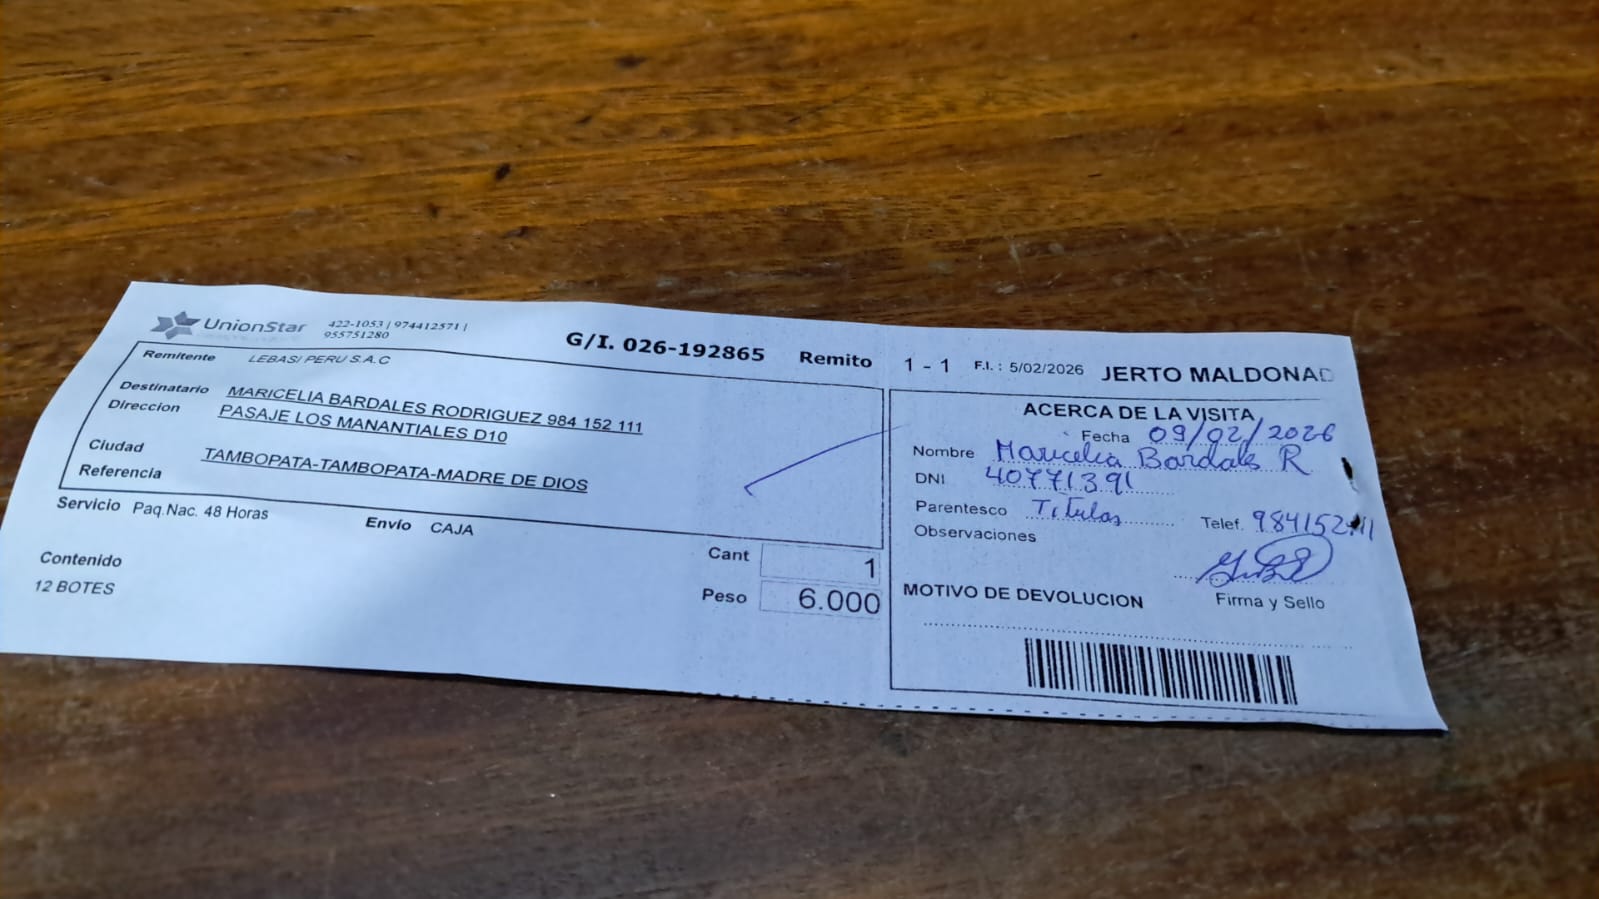 UnionStar 422-1053 | 974412571 |
955751280
G/I. 026-192865 Remito 1 - 1 F.I. : 5/02/2026 JERTO MALDONAD
Remitente LEBASI PERU S.A.C
Destinatario MARICELIA BARDALES RODRIGUEZ 984 152 111
Direccion PASAJE LOS MANANTIALES D10
Ciudad TAMBOPATA-TAMBOPATA-MADRE DE DIOS
Referencia
Servicio Paq.Nac. 48 Horas Envío CAJA
Contenido
12 BOTES
Cant 1
Peso 6.000
ACERCA DE LA VISITA
Fecha 09/02/2026
Nombre Maricelia Bardales R
DNI 40771391
Parentesco Titular Telef. 984152111
Observaciones
Firma y Sello
MOTIVO DE DEVOLUCION